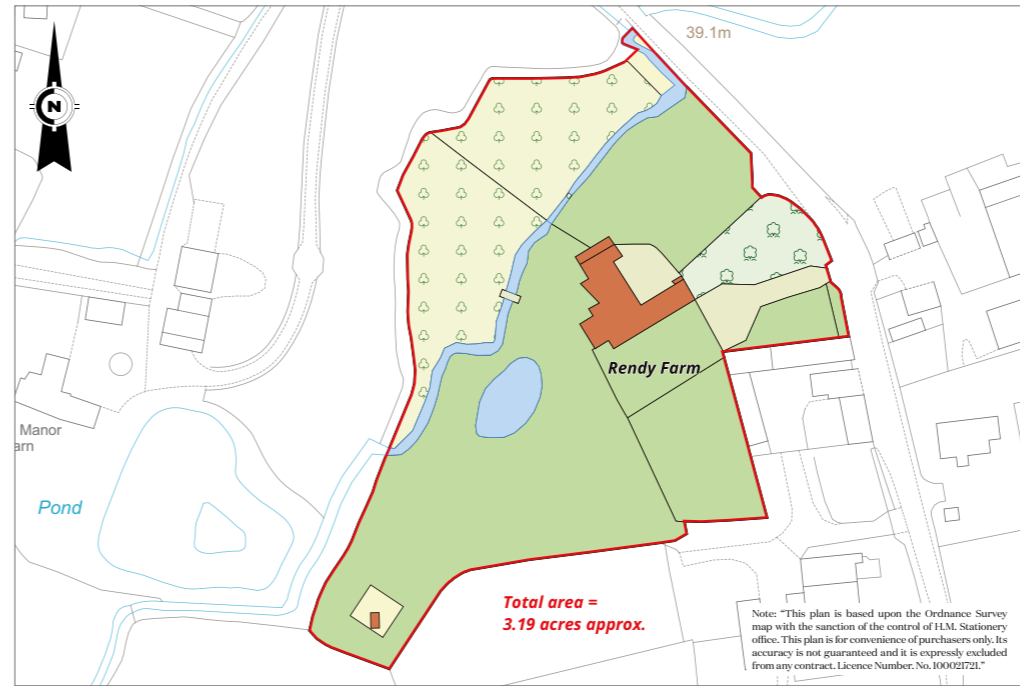 39.1m
N
Rendy Farm
Manor
arn
Pond
Total area =
3.19 acres approx.
Note: “This plan is based upon the Ordnance Survey
map with the sanction of the control of H.M. Stationery
office. This plan is for convenience of purchasers only. Its
accuracy is not guaranteed and it is expressly excluded
from any contract. Licence Number. No. 100021721.”